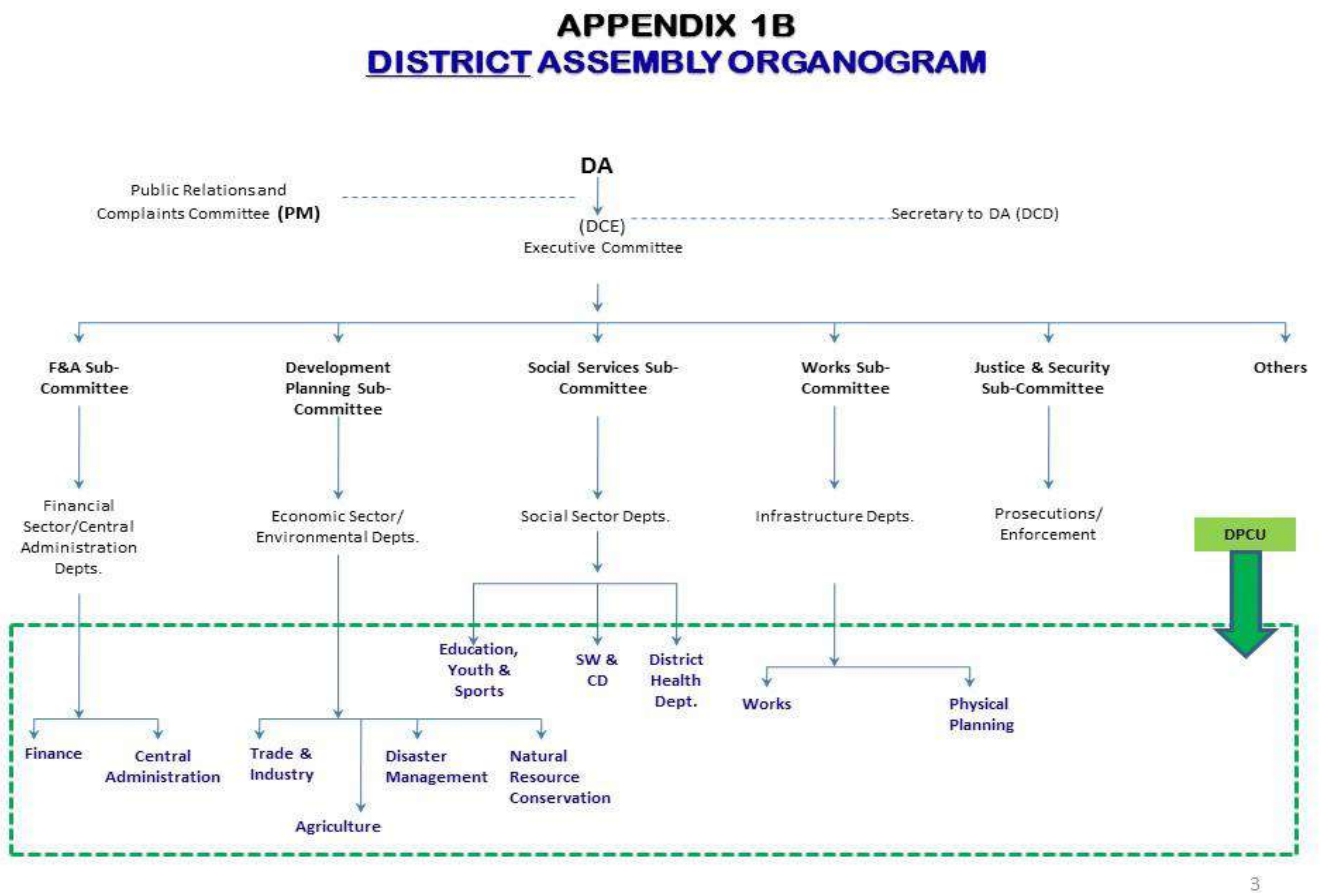 APPENDIX 1B
DISTRICT ASSEMBLY ORGANOGRAM
DA
Public Relations and
Complaints Committee (PM)
(DCE)
Executive Committee
Secretary to DA (DCD)
F&A Sub-
Committee
Development
Planning Sub-
Committee
Social Services Sub-
Committee
Works Sub-
Committee
Justice & Security
Sub-Committee
Others
Financial
Sector/Central
Administration
Depts.
Economic Sector/
Environmental Depts.
Social Sector Depts.
Infrastructure Depts.
Prosecutions/
Enforcement
DPCU
Education,
Youth &
Sports
SW &
CD
District
Health
Dept.
Works
Physical
Planning
Finance
Central
Administration
Trade &
Industry
Disaster
Management
Natural
Resource
Conservation
Agriculture
3